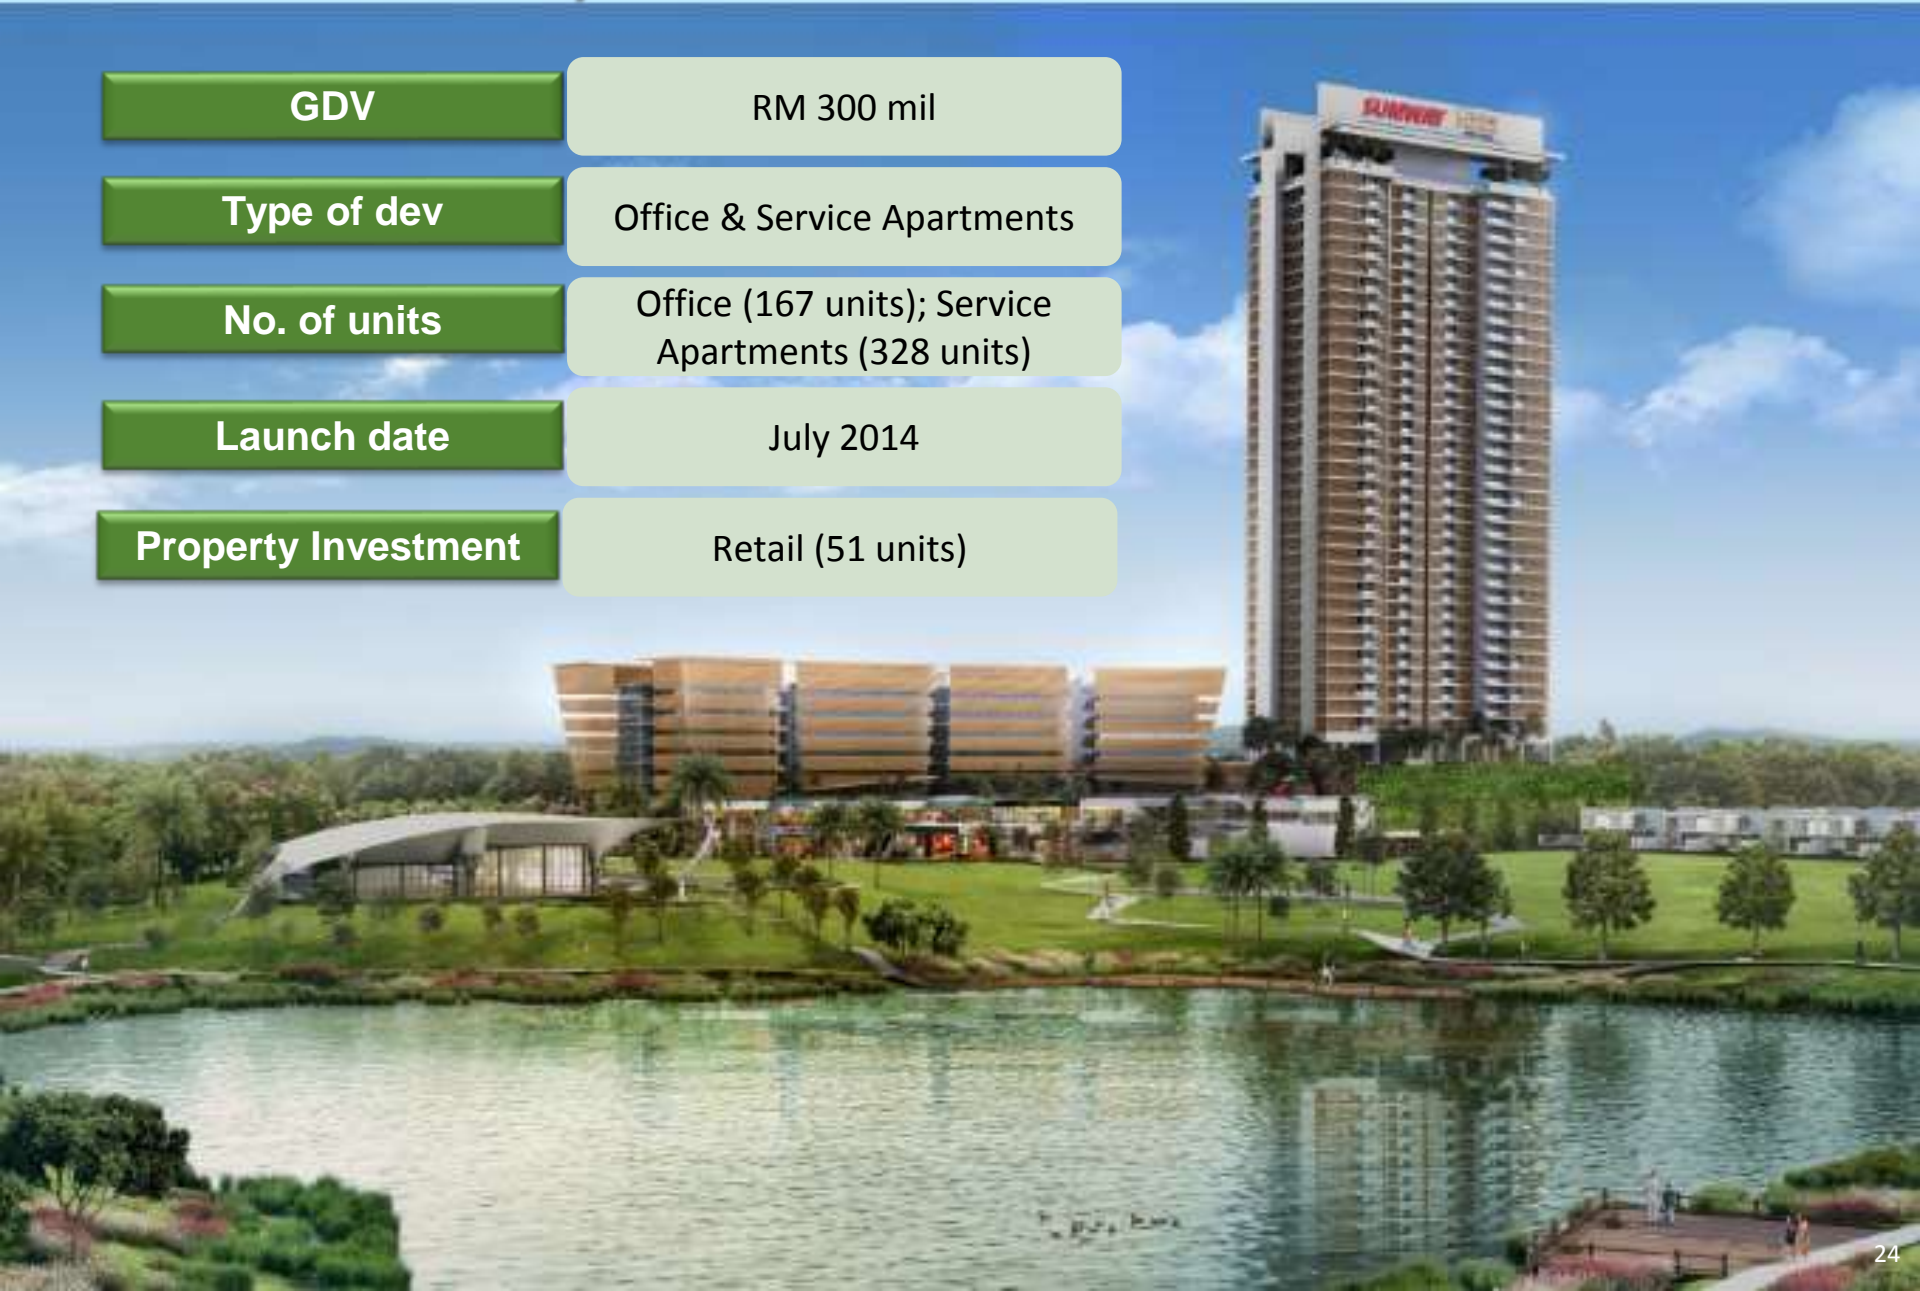 GDV
RM 300 mil
Type of dev
Office & Service Apartments
No. of units
Office (167 units); Service
Apartments (328 units)
Launch date
July 2014
Property Investment
Retail (51 units)
SUNWAY
24